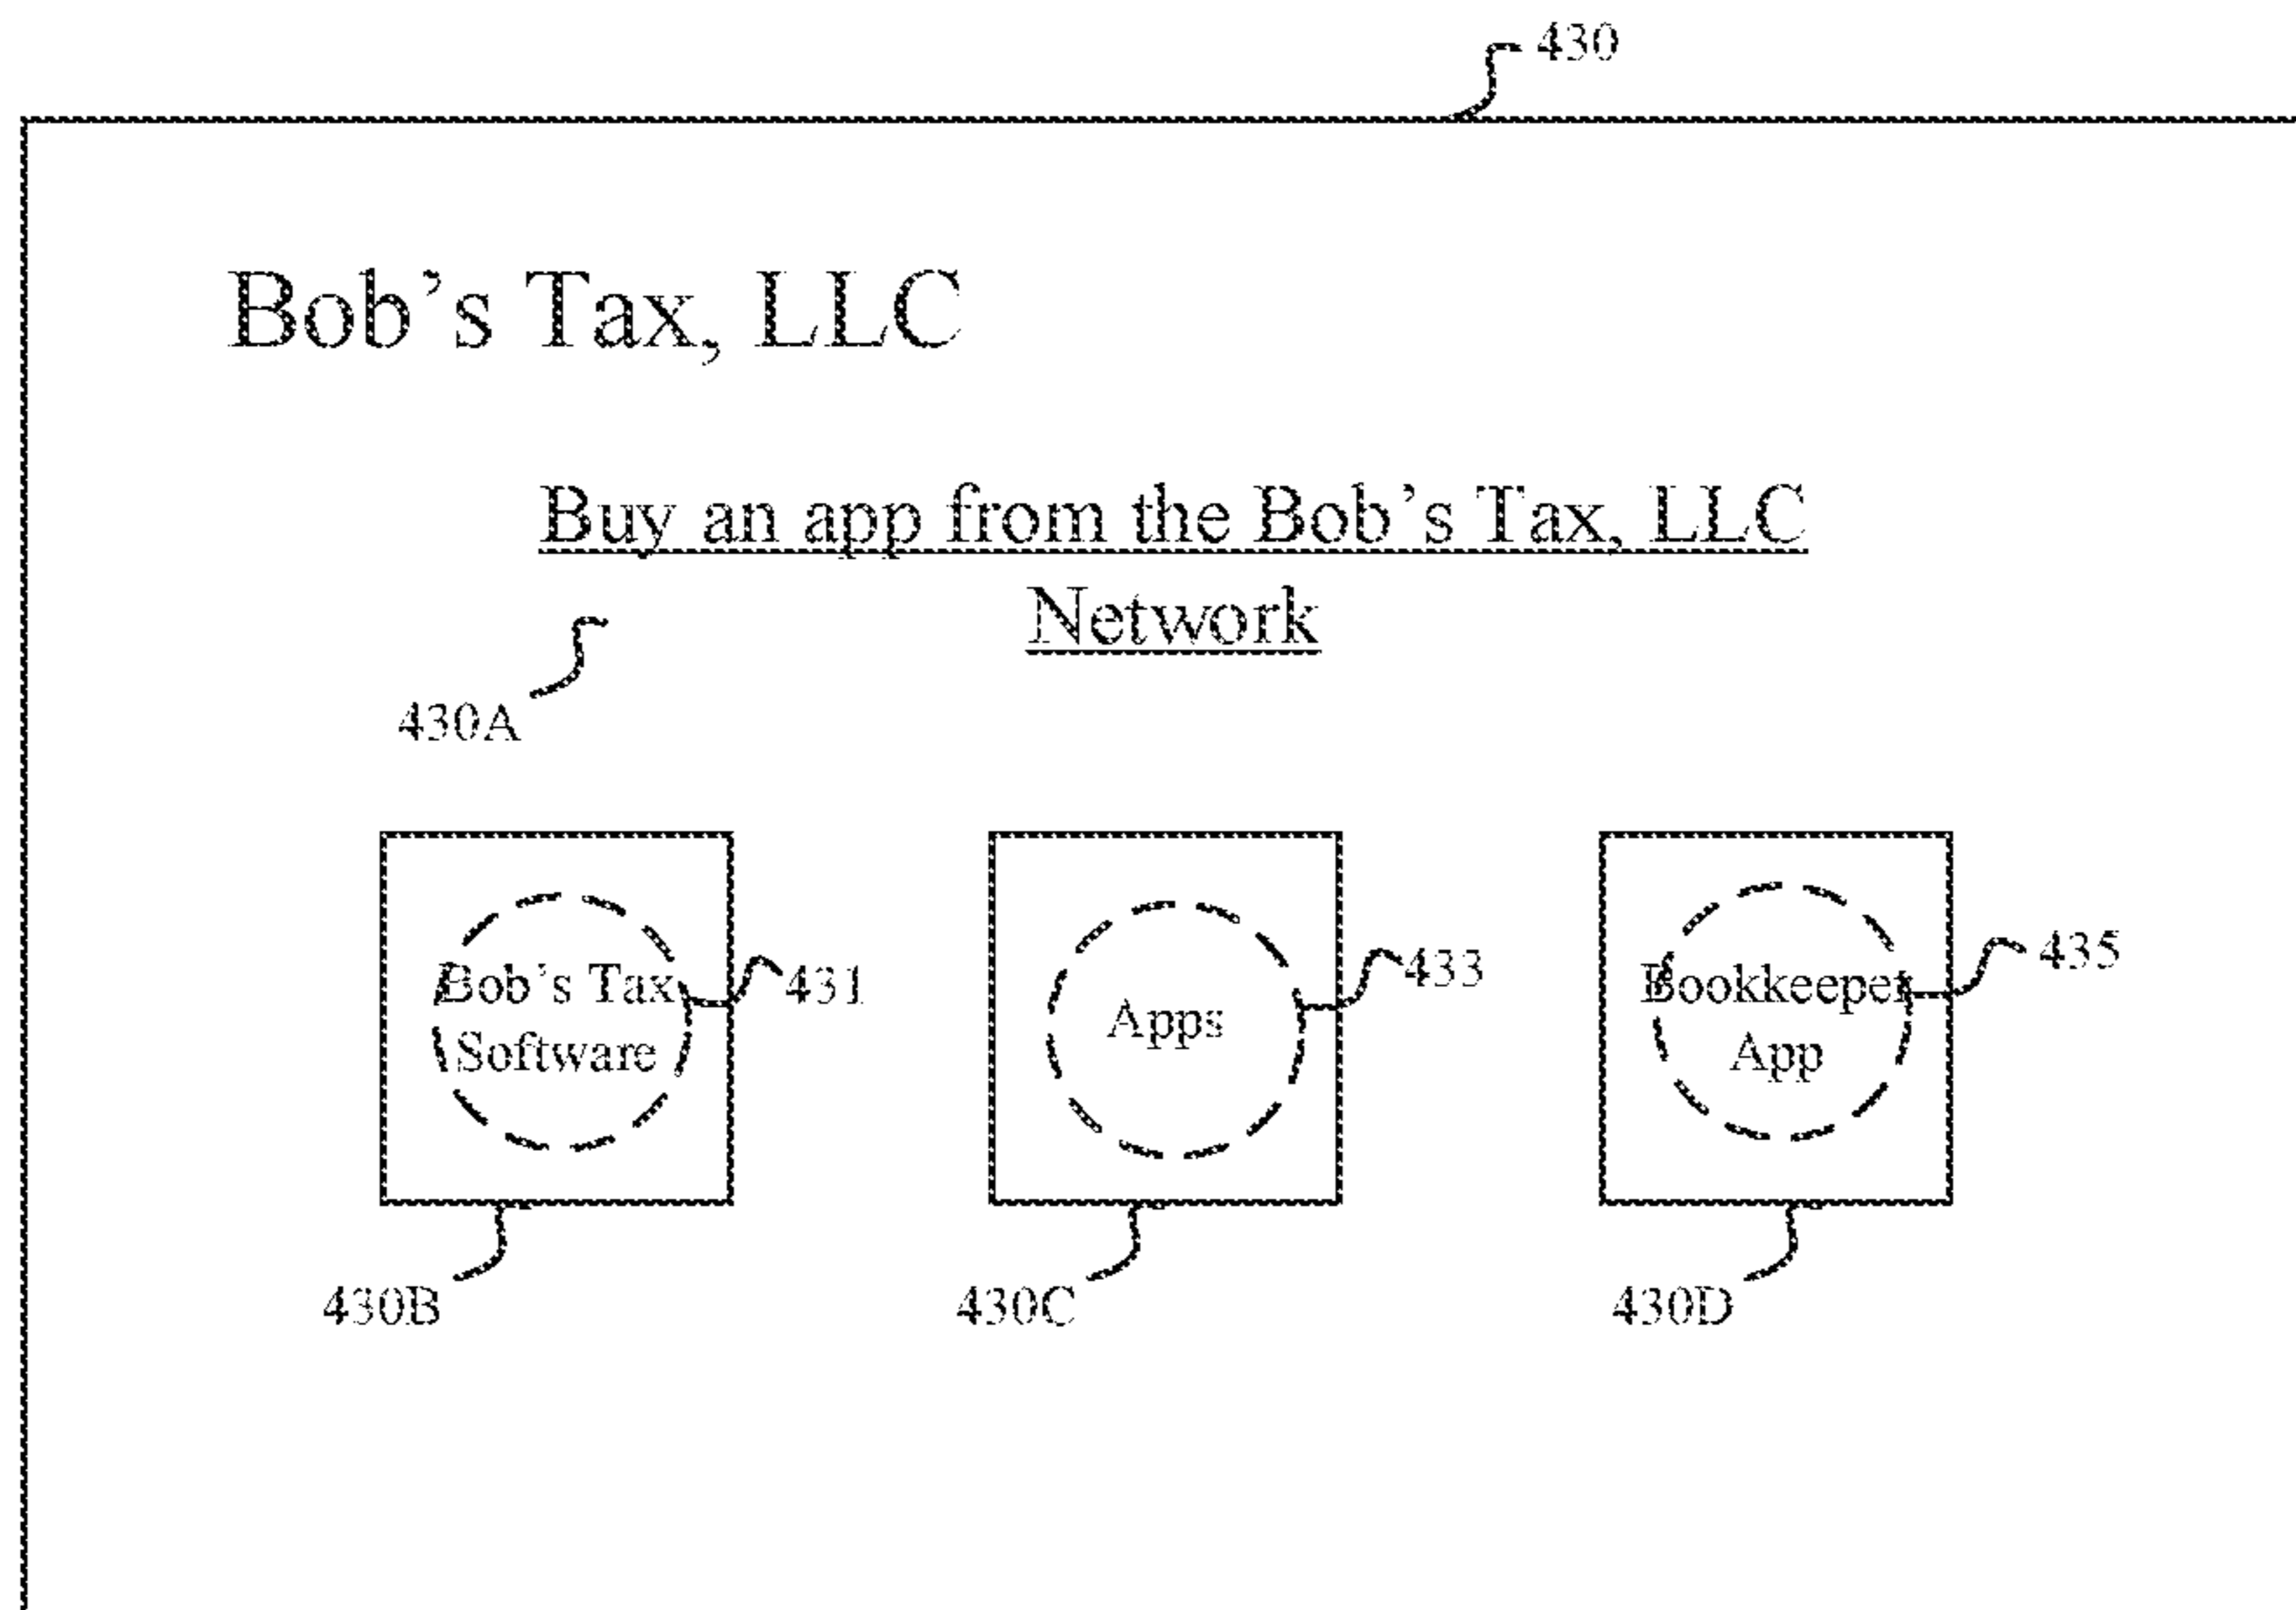 430
Bob's Tax, LLC
Buy an app from the Bob's Tax, LLC
Network
430A
Bob's Tax
Software
431
Apps
433
Bookkeeper
App
435
430B
430C
430D